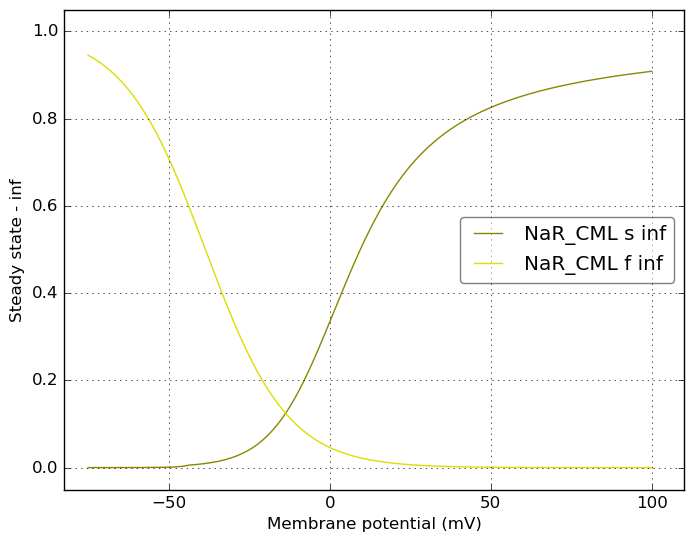 1.0
0.8
0.6
0.4
0.2
0.0
Steady state - inf
NaR_CML s inf
NaR_CML f inf
−50 0 50 100
Membrane potential (mV)